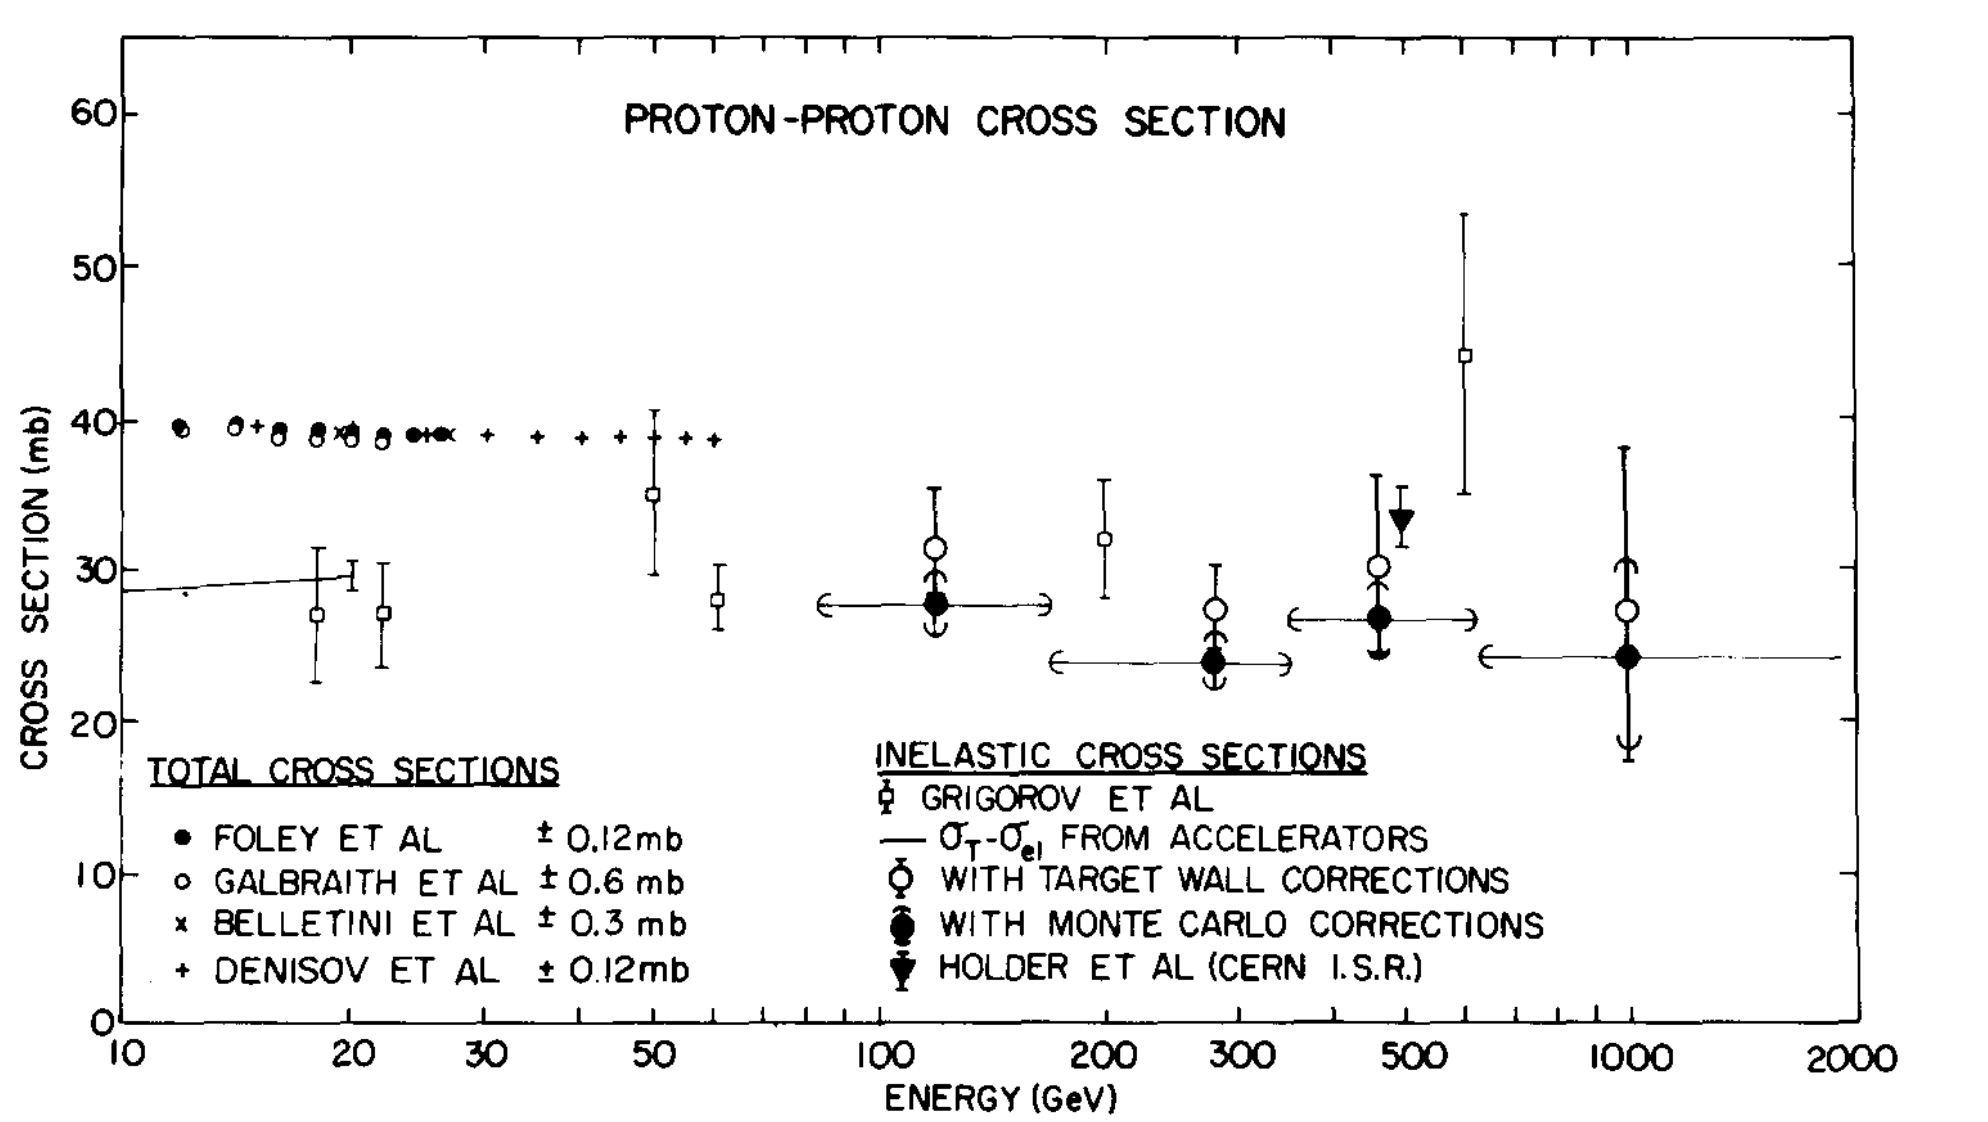 PROTON-PROTON CROSS SECTION
60
50
40
30
20
10
0
CROSS SECTION (mb)
TOTAL CROSS SECTIONS
FOLEY ET AL ± 0.12mb
GALBRAITH ET AL ± 0.6 mb
BELLETINI ET AL ± 0.3 mb
DENISOV ET AL ± 0.12mb
INELASTIC CROSS SECTIONS
GRIGOROV ET AL
σT-σel FROM ACCELERATORS
WITH TARGET WALL CORRECTIONS
WITH MONTE CARLO CORRECTIONS
HOLDER ET AL (CERN I.S.R.)
10 20 30 50 100 200 300 500 1000 2000
ENERGY (GeV)